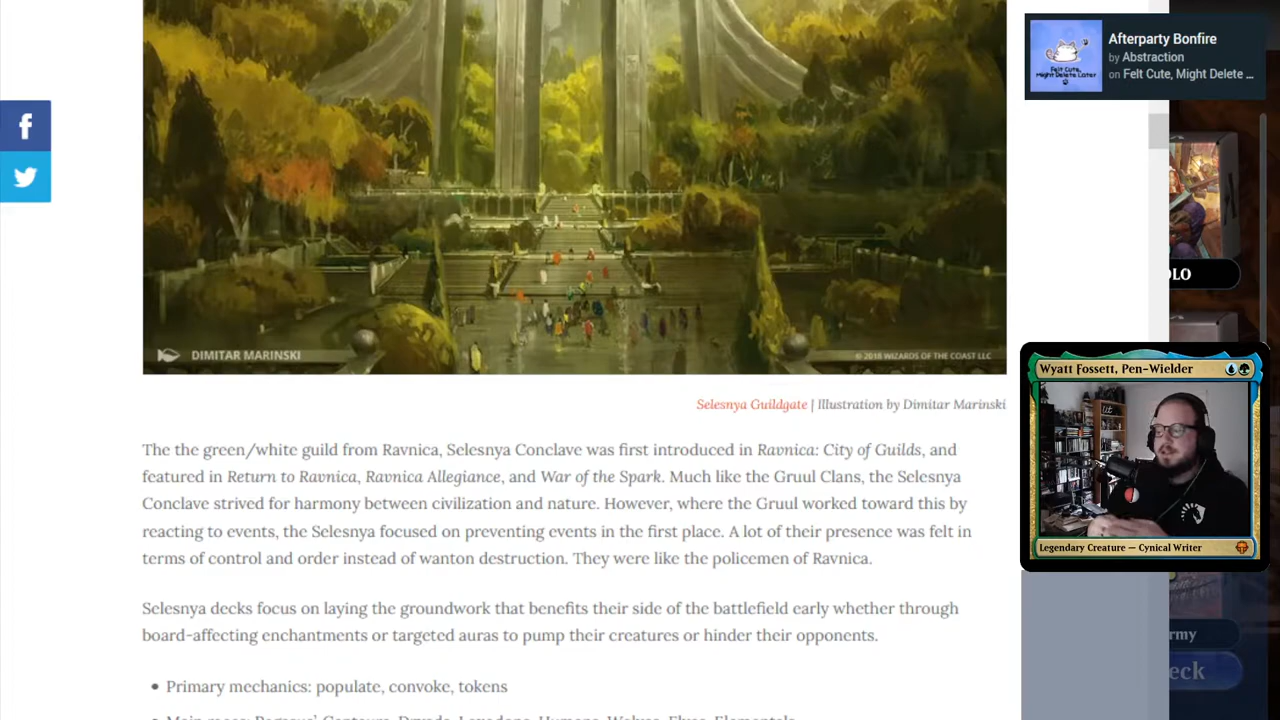 Afterparty Bonfire
by Abstraction
on Felt Cute, Might Delete ...
Felt Cute,
Might Delete Later
OLO
DIMITAR MARINSKI
© 2018 WIZARDS OF THE COAST LLC
Selesnya Guildgate | Illustration by Dimitar Marinski
Wyatt Fossett, Pen-Wielder
Legendary Creature — Cynical Writer
The the green/white guild from Ravnica, Selesnya Conclave was first introduced in Ravnica: City of Guilds, and
featured in Return to Ravnica, Ravnica Allegiance, and War of the Spark. Much like the Gruul Clans, the Selesnya
Conclave strived for harmony between civilization and nature. However, where the Gruul worked toward this by
reacting to events, the Selesnya focused on preventing events in the first place. A lot of their presence was felt in
terms of control and order instead of wanton destruction. They were like the policemen of Ravnica.
Selesnya decks focus on laying the groundwork that benefits their side of the battlefield early whether through
board-affecting enchantments or targeted auras to pump their creatures or hinder their opponents.
rmy
eck
Primary mechanics: populate, convoke, tokens